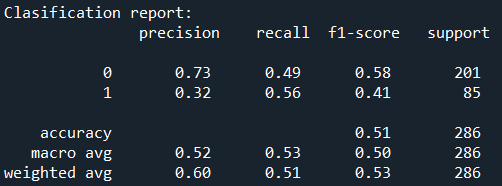 Clasification report:
precision recall f1-score support
0 0.73 0.49 0.58 201
1 0.32 0.56 0.41 85
accuracy 0.51 286
macro avg 0.52 0.53 0.50 286
weighted avg 0.60 0.51 0.53 286